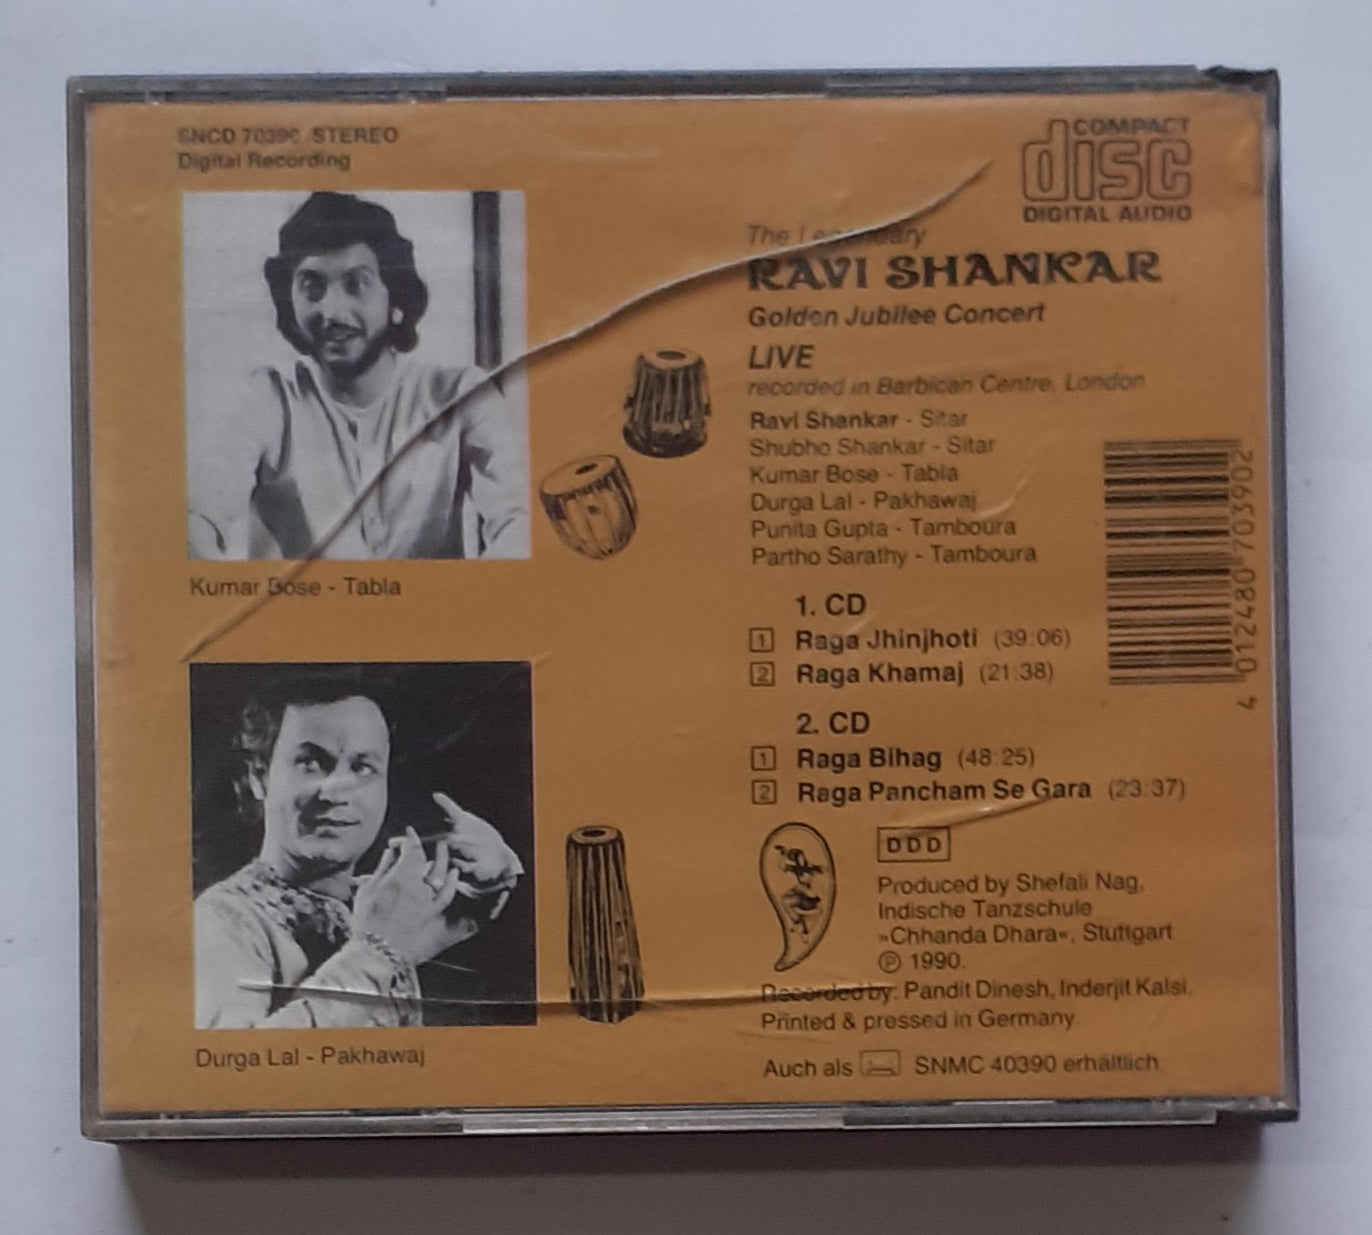 SNCD 70390 STEREO
Digital Recording
Kumar Bose - Tabla
Durga Lal - Pakhawaj
COMPACT
disc
DIGITAL AUDIO
The Legendary
RAVI SHANKAR
Golden Jubilee Concert
LIVE
recorded in Barbican Centre, London
Ravi Shankar - Sitar
Shubho Shankar - Sitar
Kumar Bose - Tabla
Durga Lal - Pakhawaj
Punita Gupta - Tamboura
Partho Sarathy - Tamboura
1. CD
1 Raga Jhinjhoti (39:06)
2 Raga Khamaj (21:38)
2. CD
1 Raga Bihag (48:25)
2 Raga Pancham Se Gara (23:37)
DDD
Produced by Shefali Nag,
Indische Tanzschule
»Chhanda Dhara«, Stuttgart
℗ 1990.
Recorded by: Pandit Dinesh, Inderjit Kalsi.
Printed & pressed in Germany.
Auch als SNMC 40390 erhältlich.
4 012480 703902